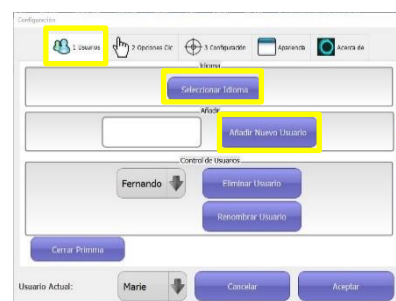 Configuración
1 Usuarios 2 Opciones Clic 3 Configuración Apariencia Acerca de
Idioma
Seleccionar Idioma
Añadir
Añadir Nuevo Usuario
Control de Usuarios
Fernando Eliminar Usuario
Renombrar Usuario
Cerrar Primma
Usuario Actual: Marie Cancelar Aceptar